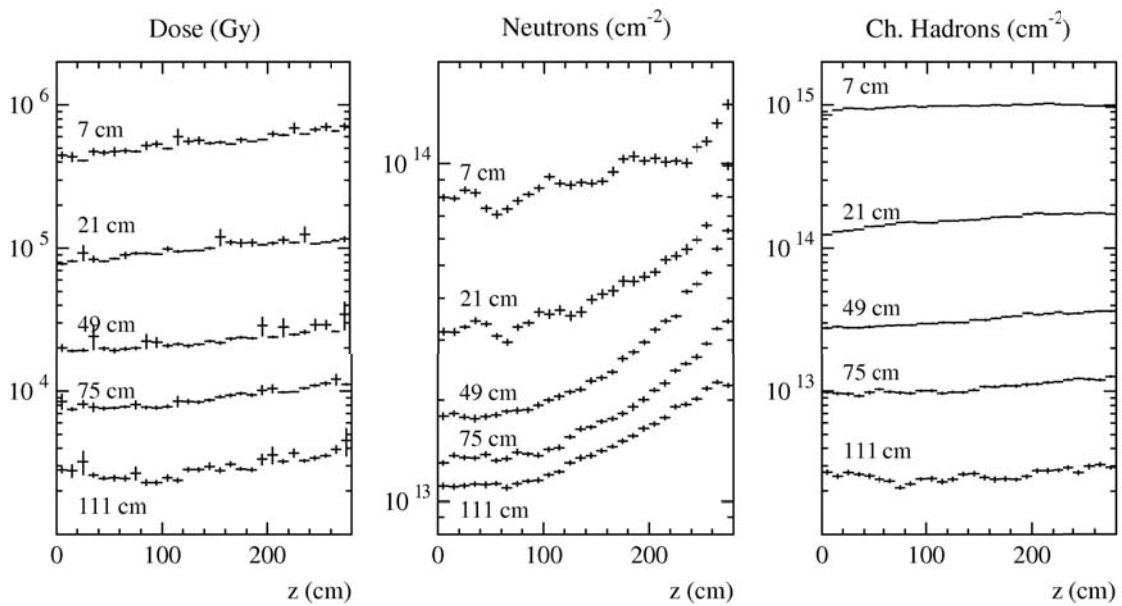 Dose (Gy)
10 6
10 5
10 4
7 cm
21 cm
49 cm
75 cm
111 cm
0
100
200
z (cm)
Neutrons (cm-2)
10 14
10 13
7 cm
21 cm
49 cm
75 cm
111 cm
0
100
200
z (cm)
Ch. Hadrons (cm-2)
10 15
10 14
10 13
7 cm
21 cm
49 cm
75 cm
111 cm
0
100
200
z (cm)